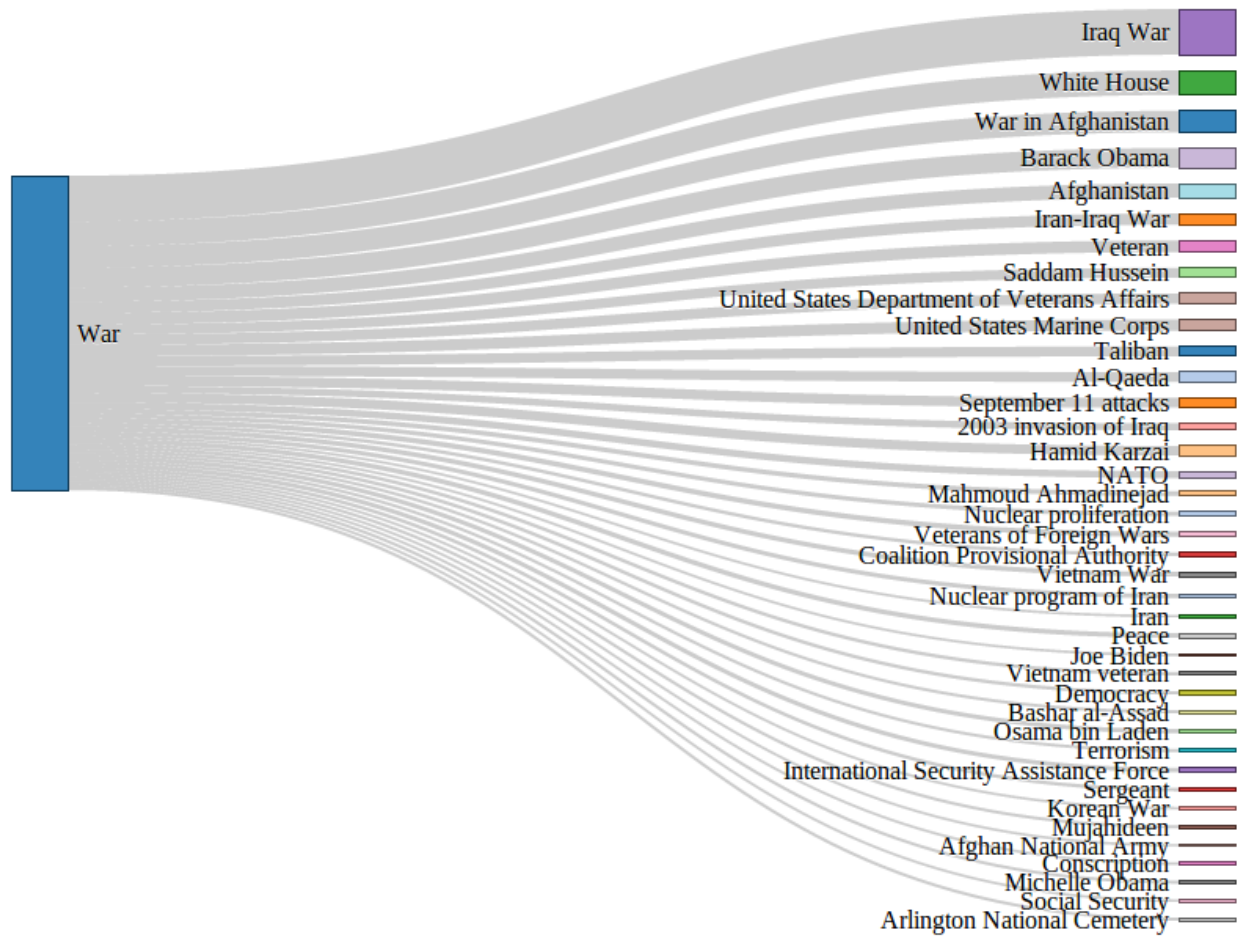 War
Iraq War
White House
War in Afghanistan
Barack Obama
Afghanistan
Iran-Iraq War
Veteran
Saddam Hussein
United States Department of Veterans Affairs
United States Marine Corps
Taliban
Al-Qaeda
September 11 attacks
2003 invasion of Iraq
Hamid Karzai
NATO
Mahmoud Ahmadinejad
Nuclear proliferation
Veterans of Foreign Wars
Coalition Provisional Authority
Vietnam War
Nuclear program of Iran
Iran
Peace
Joe Biden
Vietnam veteran
Democracy
Bashar al-Assad
Osama bin Laden
Terrorism
International Security Assistance Force
Sergeant
Korean War
Mujahideen
Afghan National Army
Conscription
Michelle Obama
Social Security
Arlington National Cemetery